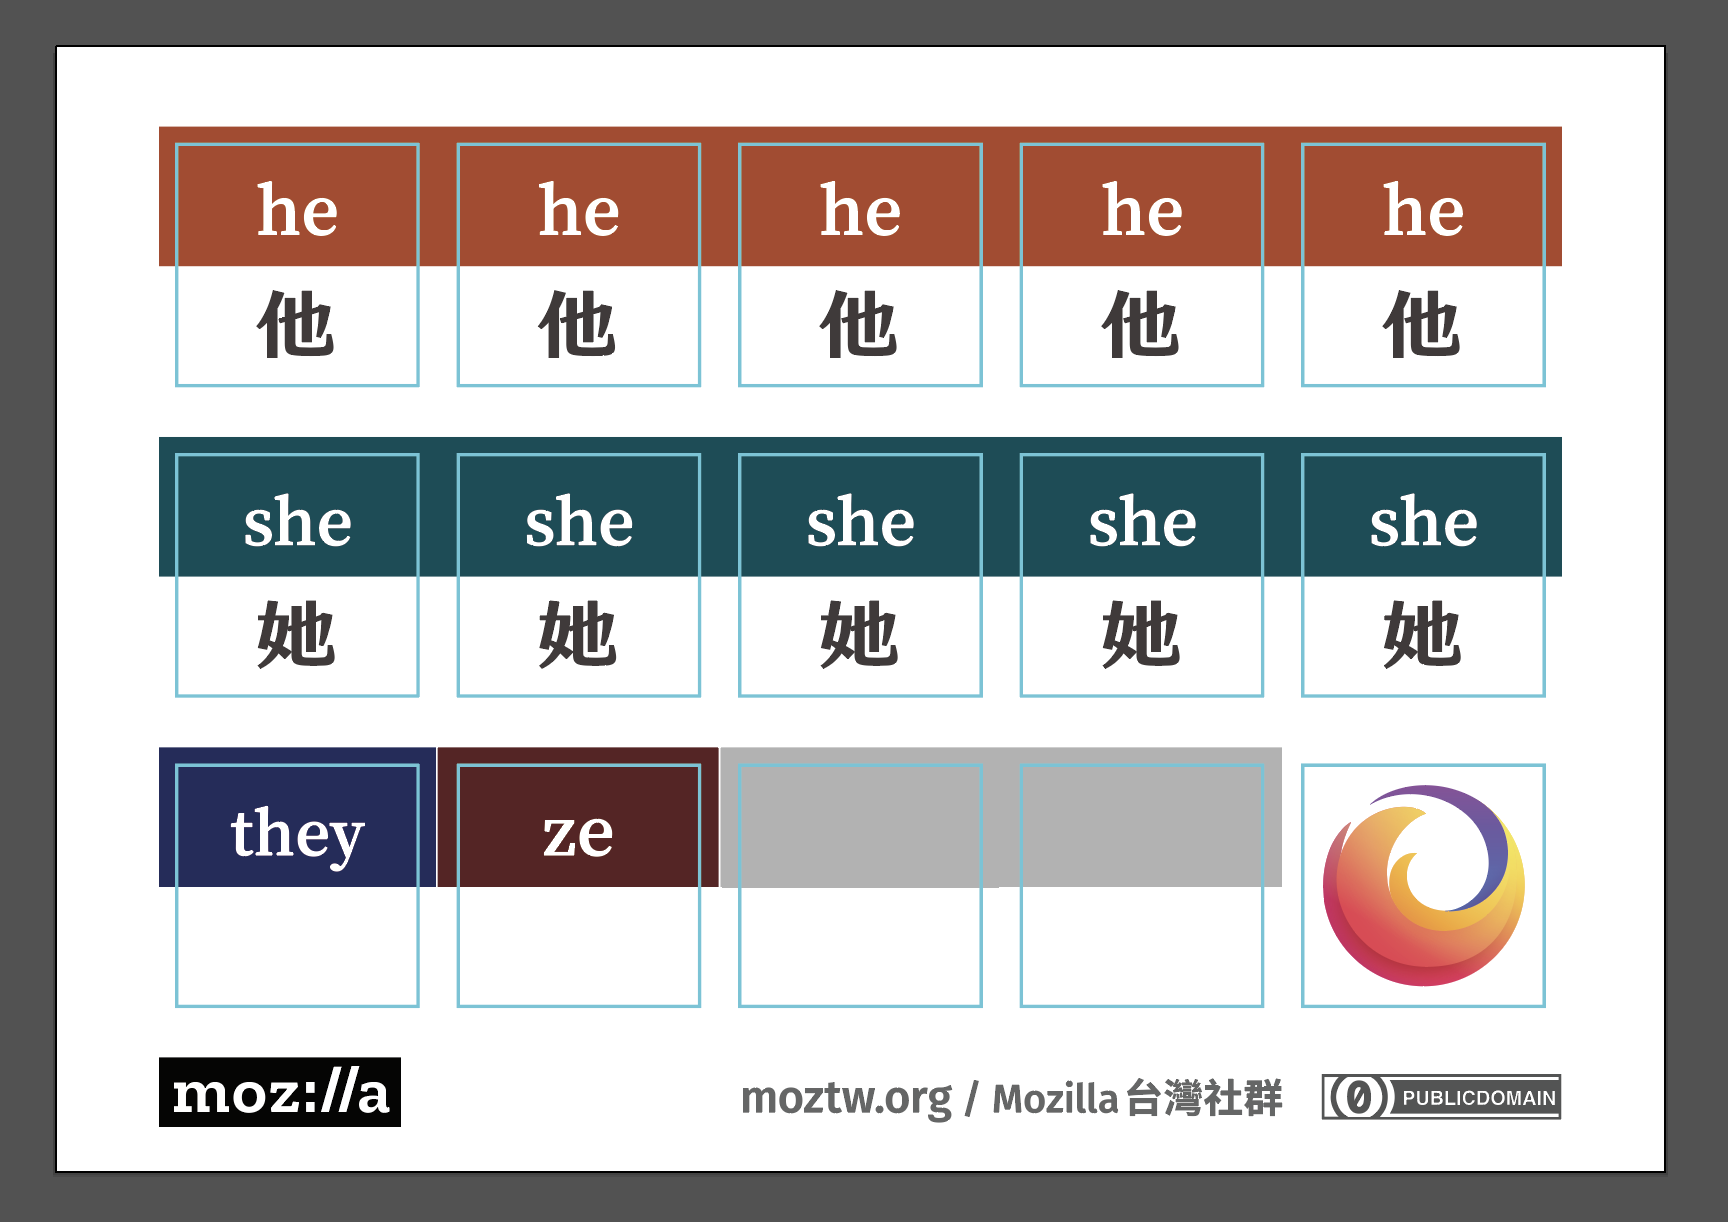 he he he he he
他 他 他 他 他
she she she she she
她 她 她 她 她
they ze
moz://a
moztw.org / Mozilla 台灣社群
0 PUBLICDOMAIN